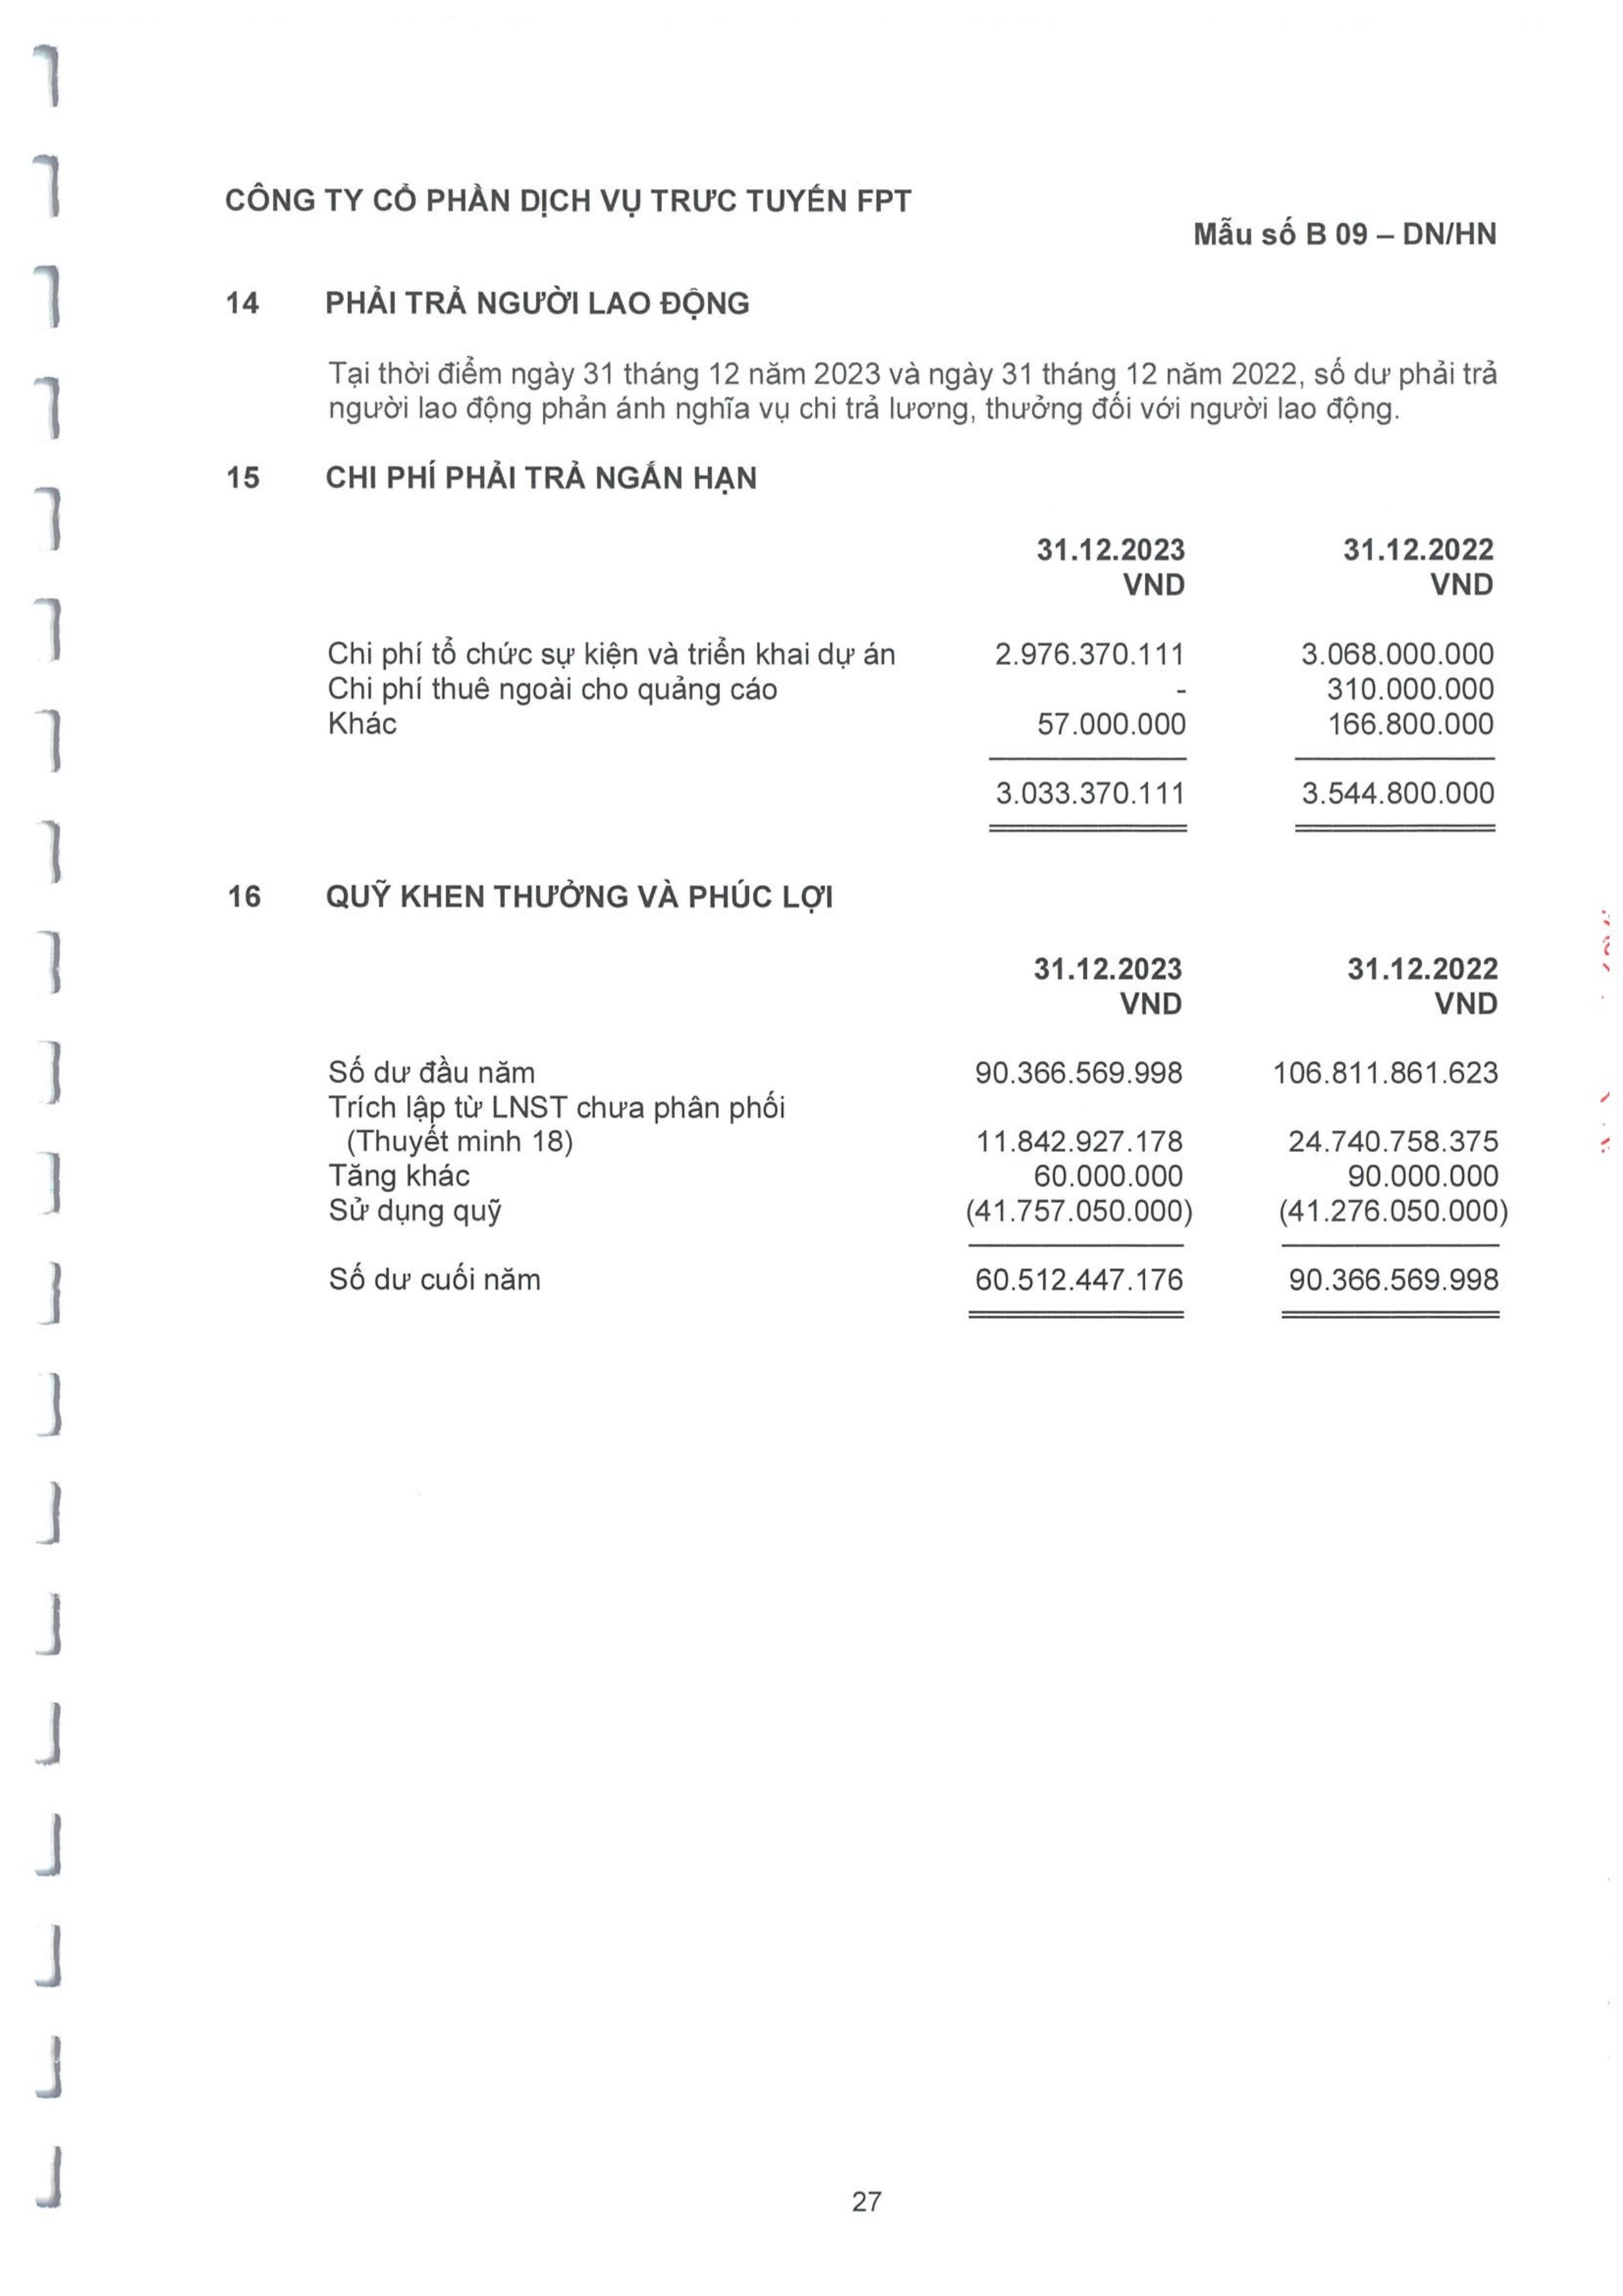 CÔNG TY CỔ PHẦN DỊCH VỤ TRỰC TUYẾN FPT
Mẫu số B 09 – DN/HN
14 PHẢI TRẢ NGƯỜI LAO ĐỘNG
Tại thời điểm ngày 31 tháng 12 năm 2023 và ngày 31 tháng 12 năm 2022, số dư phải trả
người lao động phản ánh nghĩa vụ chi trả lương, thưởng đối với người lao động.
15 CHI PHÍ PHẢI TRẢ NGẮN HẠN
31.12.2023 31.12.2022
VND VND
Chi phí tổ chức sự kiện và triển khai dự án 2.976.370.111 3.068.000.000
Chi phí thuê ngoài cho quảng cáo - 310.000.000
Khác 57.000.000 166.800.000
3.033.370.111 3.544.800.000
16 QUỸ KHEN THƯỞNG VÀ PHÚC LỢI
31.12.2023 31.12.2022
VND VND
Số dư đầu năm 90.366.569.998 106.811.861.623
Trích lập từ LNST chưa phân phối
(Thuyết minh 18) 11.842.927.178 24.740.758.375
Tăng khác 60.000.000 90.000.000
Sử dụng quỹ (41.757.050.000) (41.276.050.000)
Số dư cuối năm 60.512.447.176 90.366.569.998
27